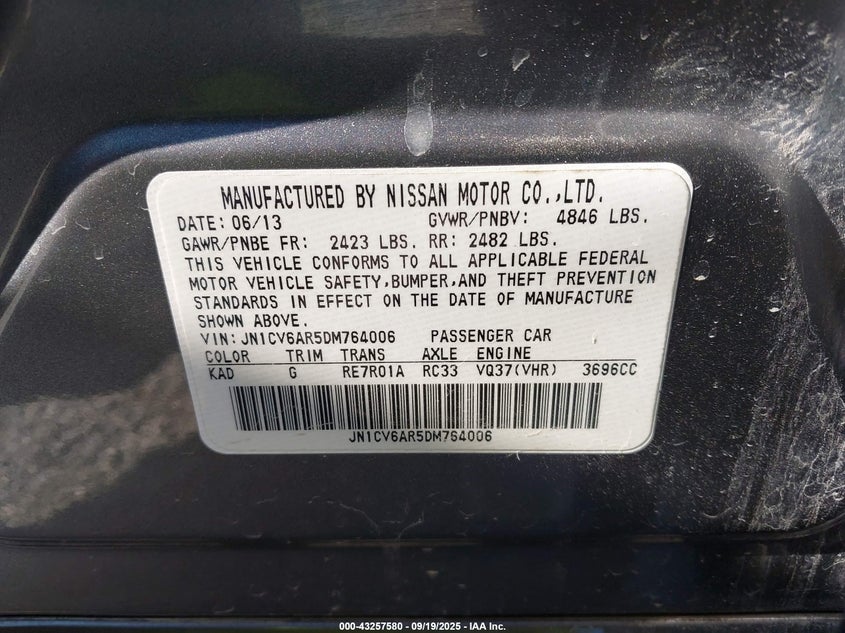 MANUFACTURED BY NISSAN MOTOR CO.,LTD.
DATE: 06/13 GVWR/PNBV: 4846 LBS.
GAWR/PNBE FR: 2423 LBS. RR: 2482 LBS.
THIS VEHICLE CONFORMS TO ALL APPLICABLE FEDERAL
MOTOR VEHICLE SAFETY,BUMPER,AND THEFT PREVENTION
STANDARDS IN EFFECT ON THE DATE OF MANUFACTURE
SHOWN ABOVE.
VIN: JN1CV6AR5DM764006 PASSENGER CAR
COLOR TRIM TRANS AXLE ENGINE
KAD G RE7R01A RC33 VQ37(VHR) 3696CC
JN1CV6AR5DM764006
000-43257580 - 09/19/2025 - IAA Inc.